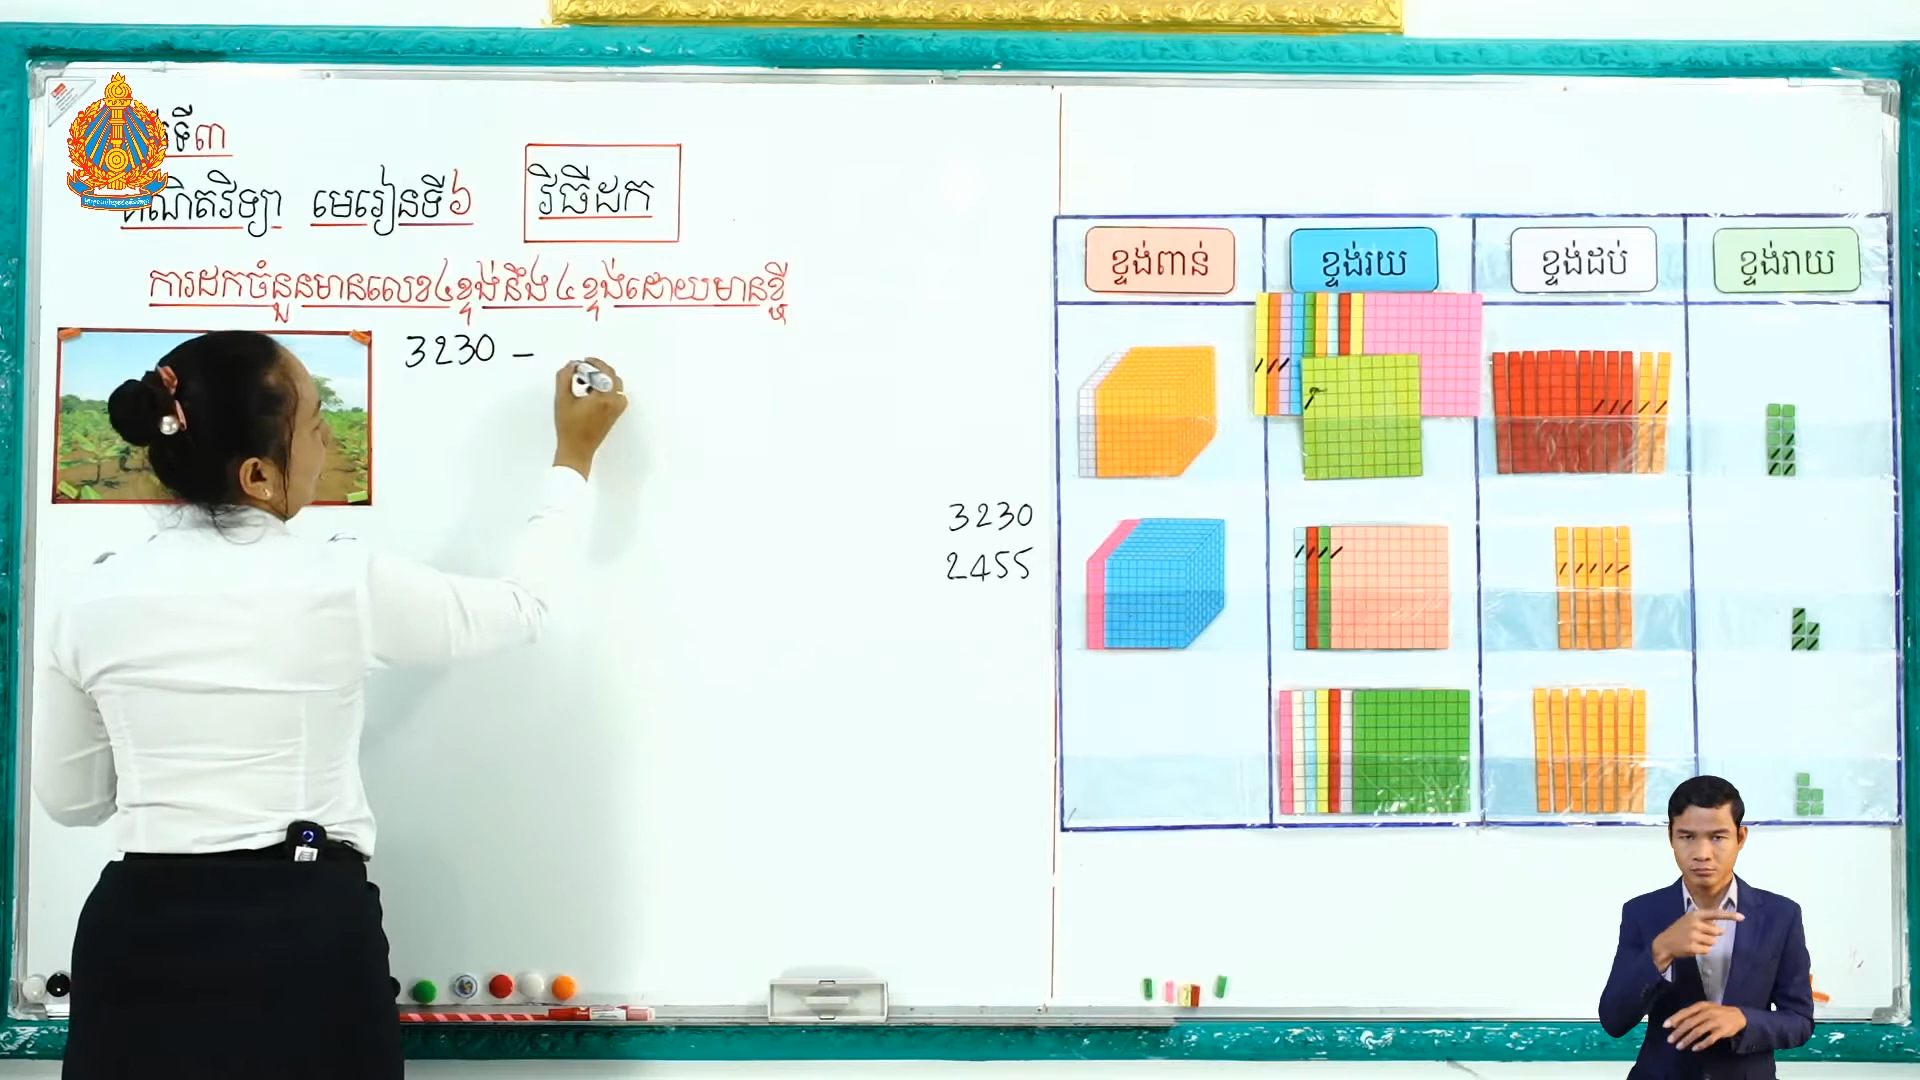 ទី៣
គណិតវិទ្យា មេរៀនទី៦ វិធីដក
ការដកចំនួនមានលេខ៤ខ្ទង់នឹង៤ខ្ទង់ដោយមានខ្ចី
3230 –
3230
2455
ខ្ទង់ពាន់ ខ្ទង់រយ ខ្ទង់ដប់ ខ្ទង់រាយ